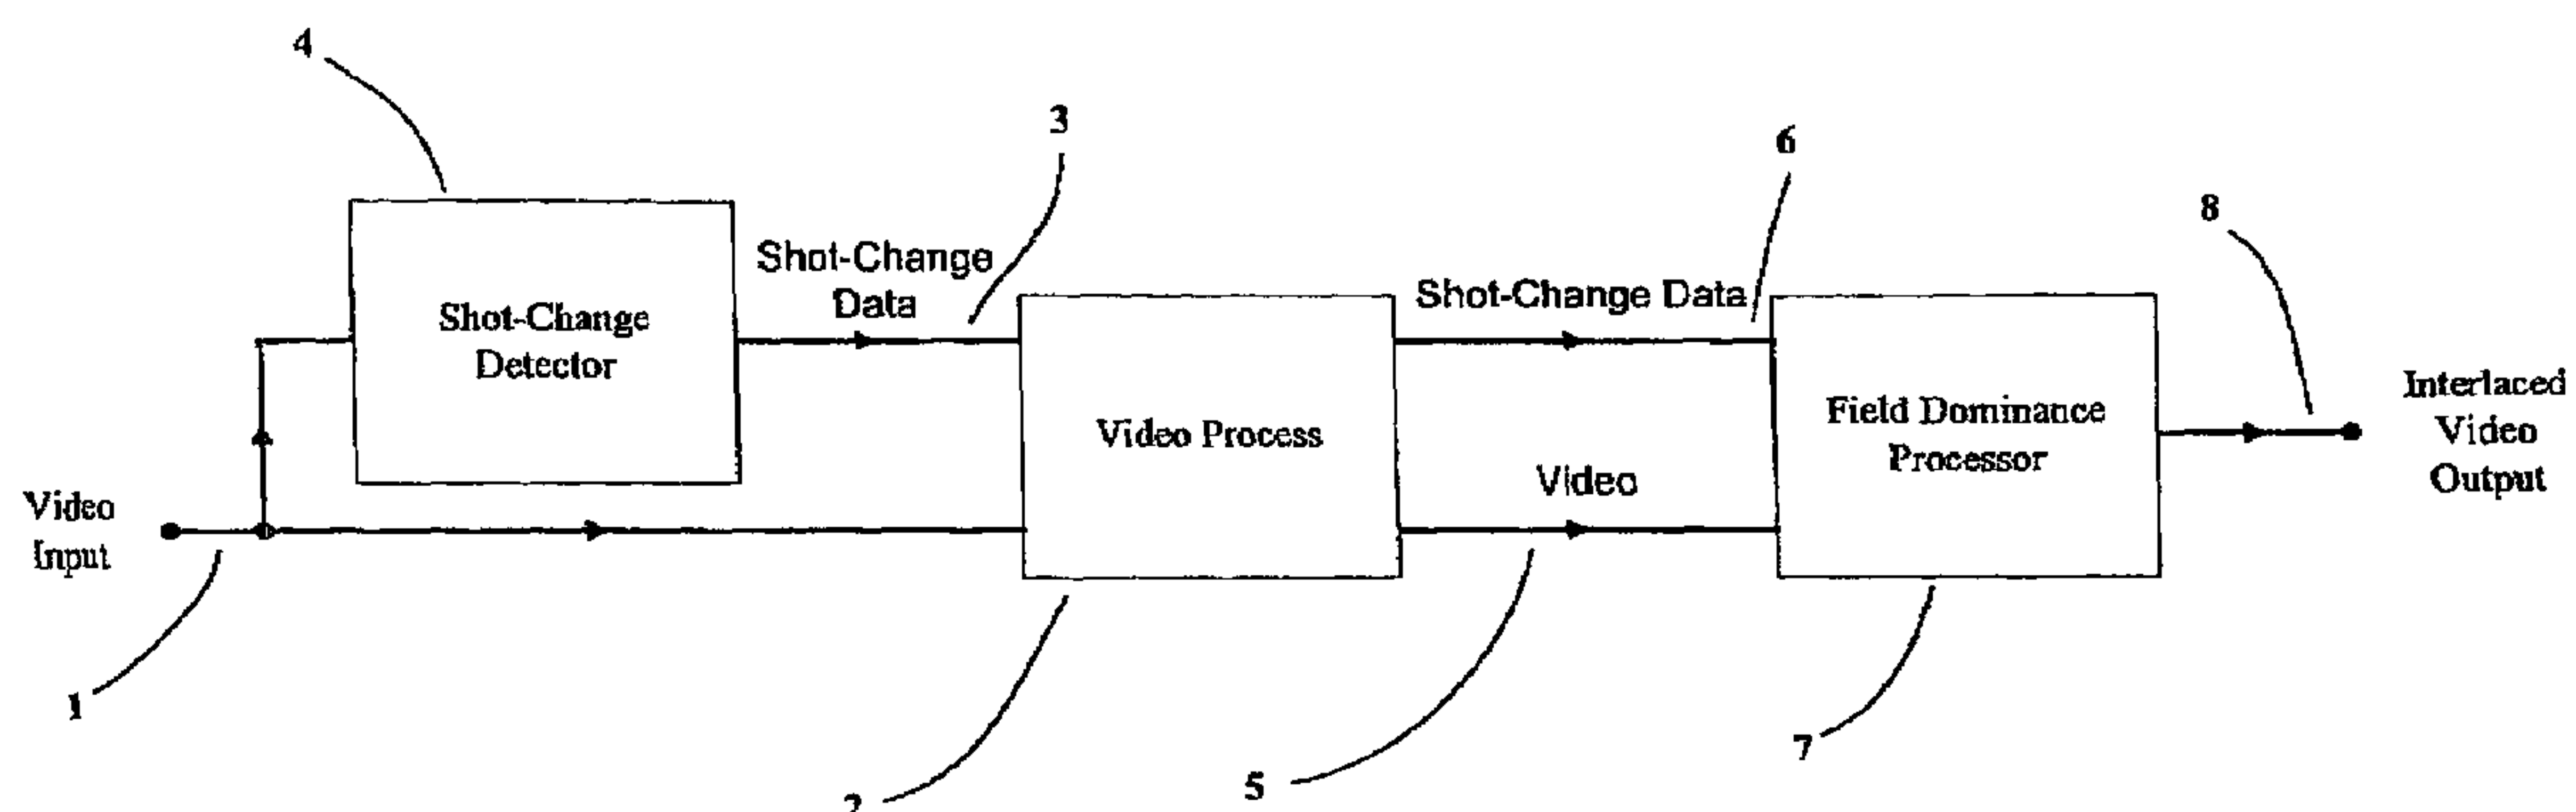 4
3
6
8
Shot-Change
Data
Shot-Change Data
Shot-Change
Detector
Video Process
Field Dominance
Processor
Interlaced
Video
Output
Video
Input
Video
1
2
5
7